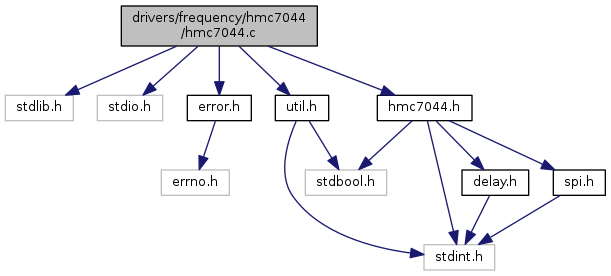 drivers/frequency/hmc7044
/hmc7044.c
stdlib.h
stdio.h
error.h
util.h
hmc7044.h
errno.h
stdbool.h
delay.h
spi.h
stdint.h